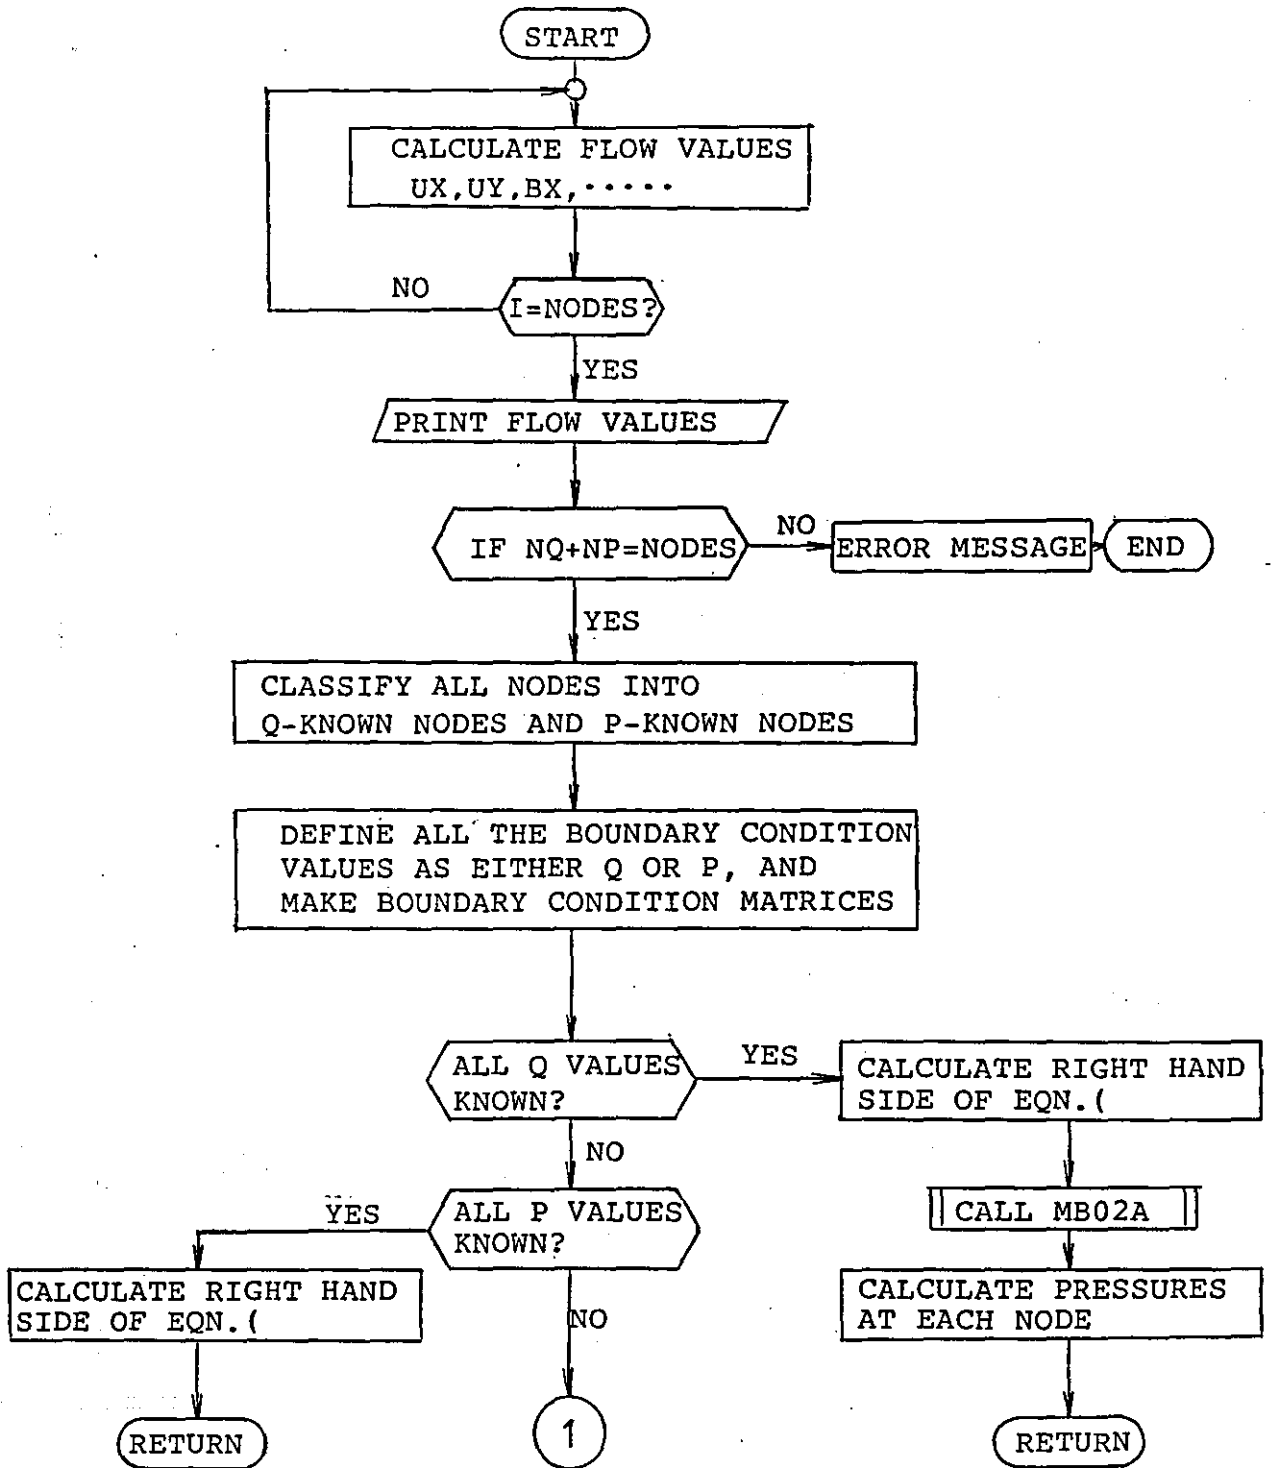 START
CALCULATE FLOW VALUES
UX,UY,BX,·····
NO
I=NODES?
YES
PRINT FLOW VALUES
IF NQ+NP=NODES
NO
ERROR MESSAGE
END
YES
CLASSIFY ALL NODES INTO
Q-KNOWN NODES AND P-KNOWN NODES
DEFINE ALL THE BOUNDARY CONDITION
VALUES AS EITHER Q OR P, AND
MAKE BOUNDARY CONDITION MATRICES
ALL Q VALUES
KNOWN?
YES
CALCULATE RIGHT HAND
SIDE OF EQN.(
NO
CALL MB02A
YES
ALL P VALUES
KNOWN?
CALCULATE RIGHT HAND
SIDE OF EQN.(
NO
CALCULATE PRESSURES
AT EACH NODE
RETURN
1
RETURN